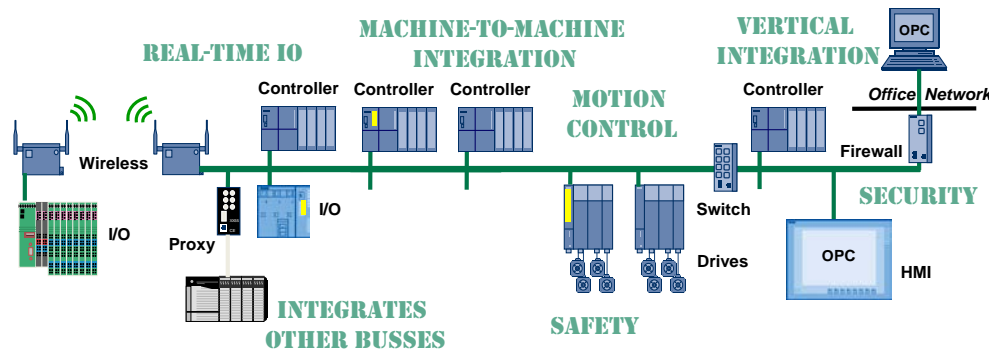 REAL-TIME IO
MACHINE-TO-MACHINE
INTEGRATION
VERTICAL
INTEGRATION
OPC
Controller
Controller
Controller
MOTION
CONTROL
Controller
Office Network
Wireless
Firewall
I/O
Proxy
I/O
Switch
SECURITY
Drives
OPC
HMI
INTEGRATES
OTHER BUSSES
SAFETY